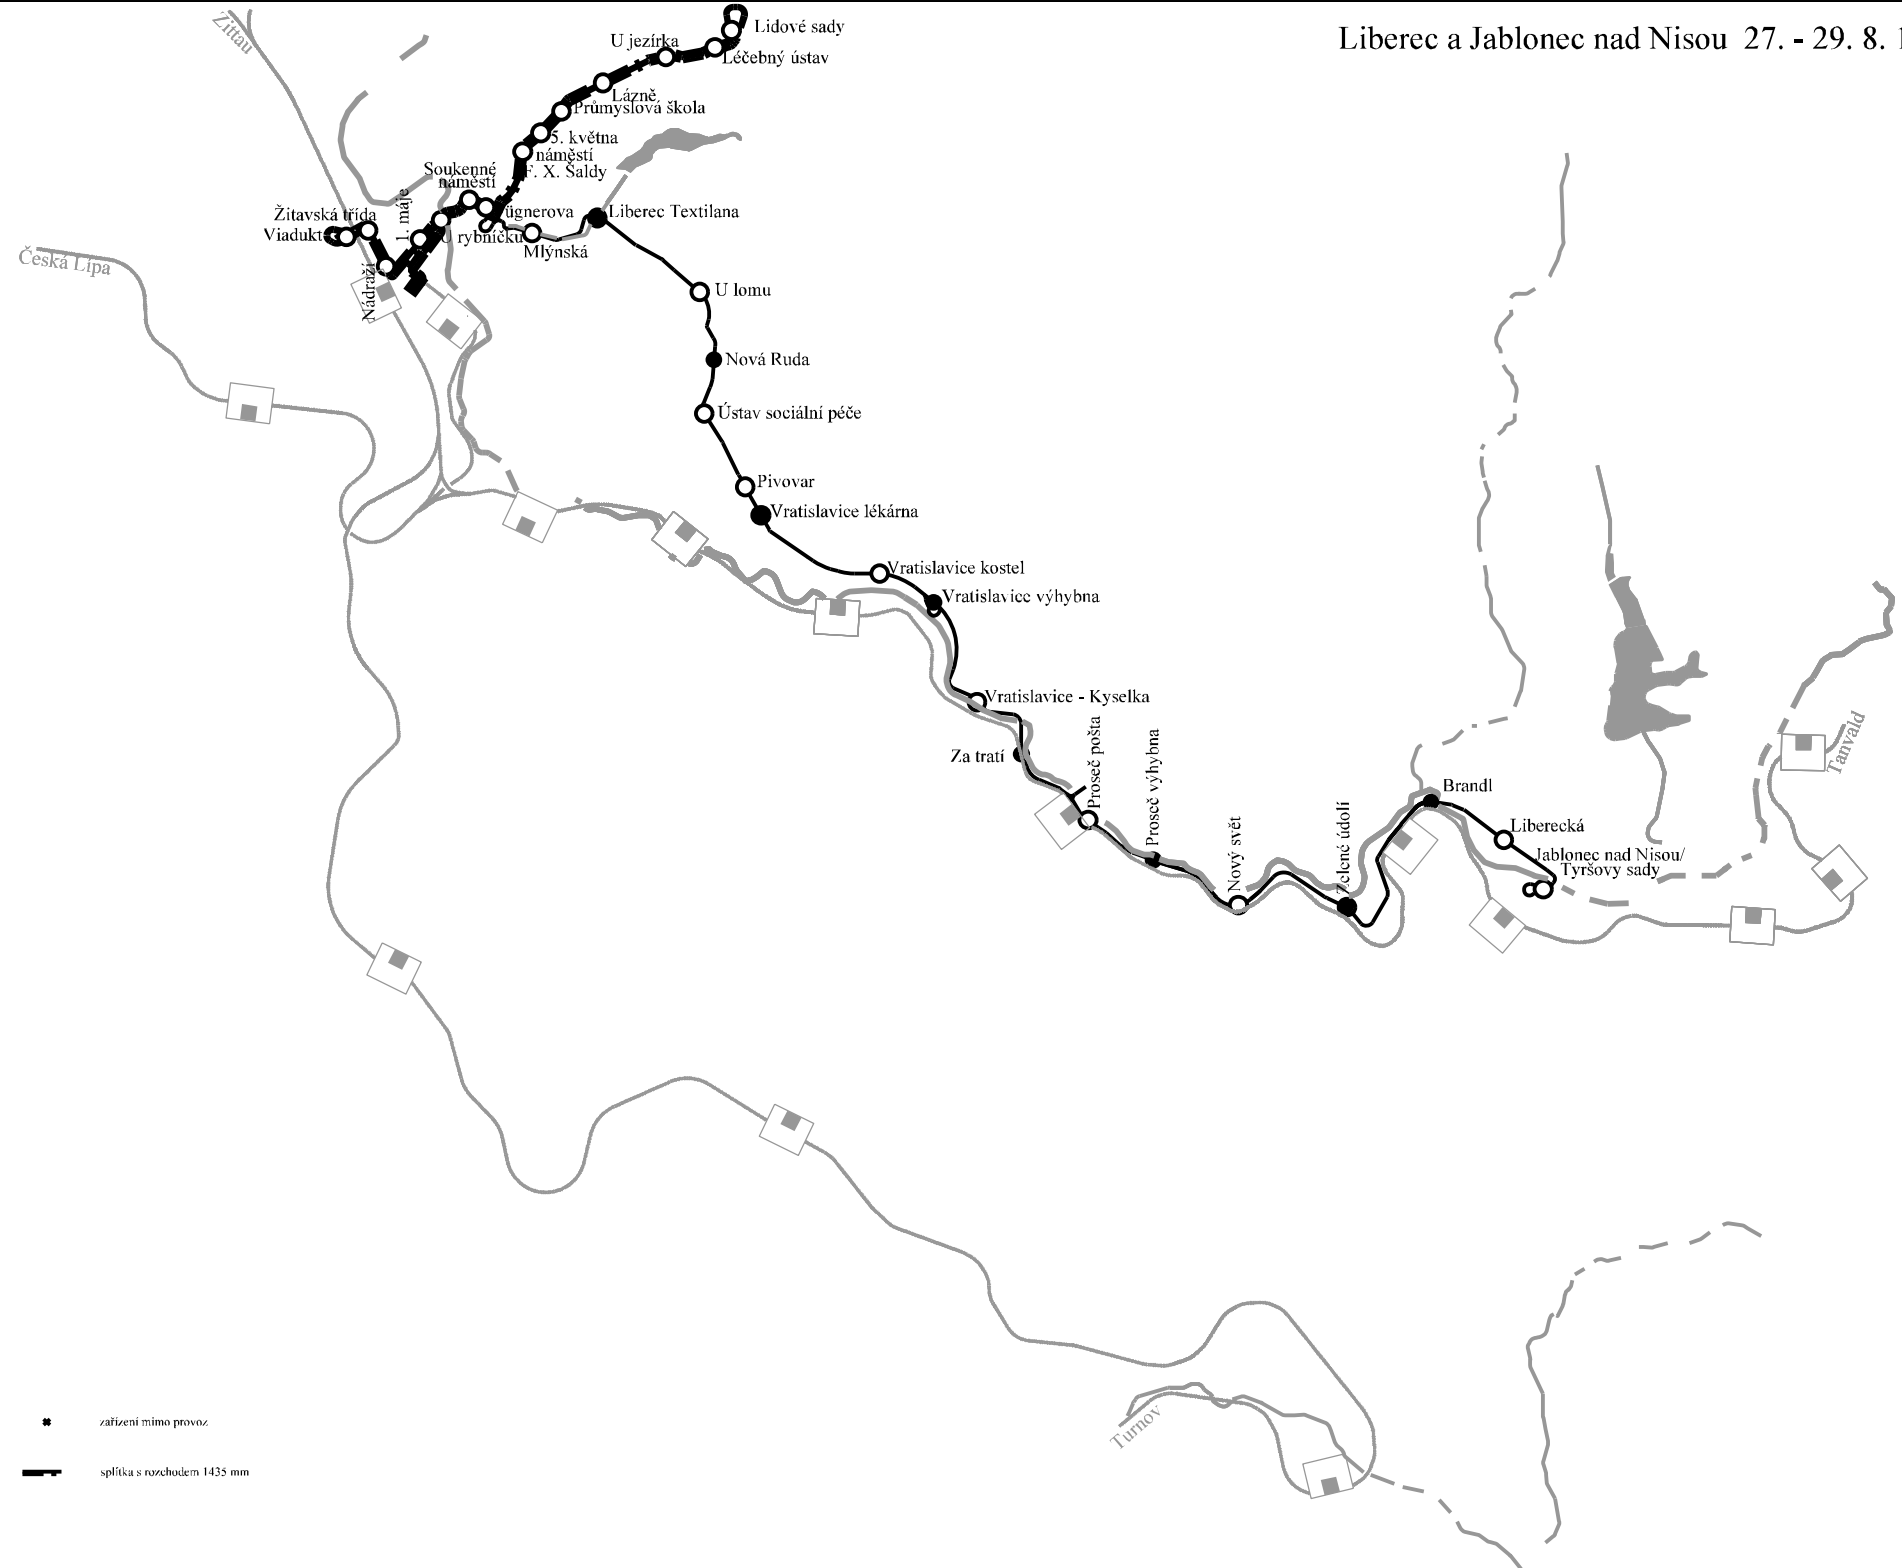 Liberec a Jablonec nad Nisou 27. - 29. 8. 1
Zittau
Lidové sady
U jezírka
Léčebný ústav
Lázně
Průmyslová škola
5. května
náměstí
F. X. Šaldy
Soukenné
náměstí
1. máje
Žitavská třída
Viadukt
ügnerova
U rybníčku
Mlýnská
Liberec Textilana
Nádraží
Česká Lípa
U lomu
Nová Ruda
Ústav sociální péče
Pivovar
Vratislavice lékárna
Vratislavice kostel
Vratislavice výhybna
Vratislavice - Kyselka
Za tratí
Proseč pošta
Proseč výhybna
Nový svět
Zelené údolí
Brandl
Liberecká
Jablonec nad Nisou/
Tyršovy sady
Tanvald
Turnov
zařízení mimo provoz
splítka s rozchodem 1435 mm